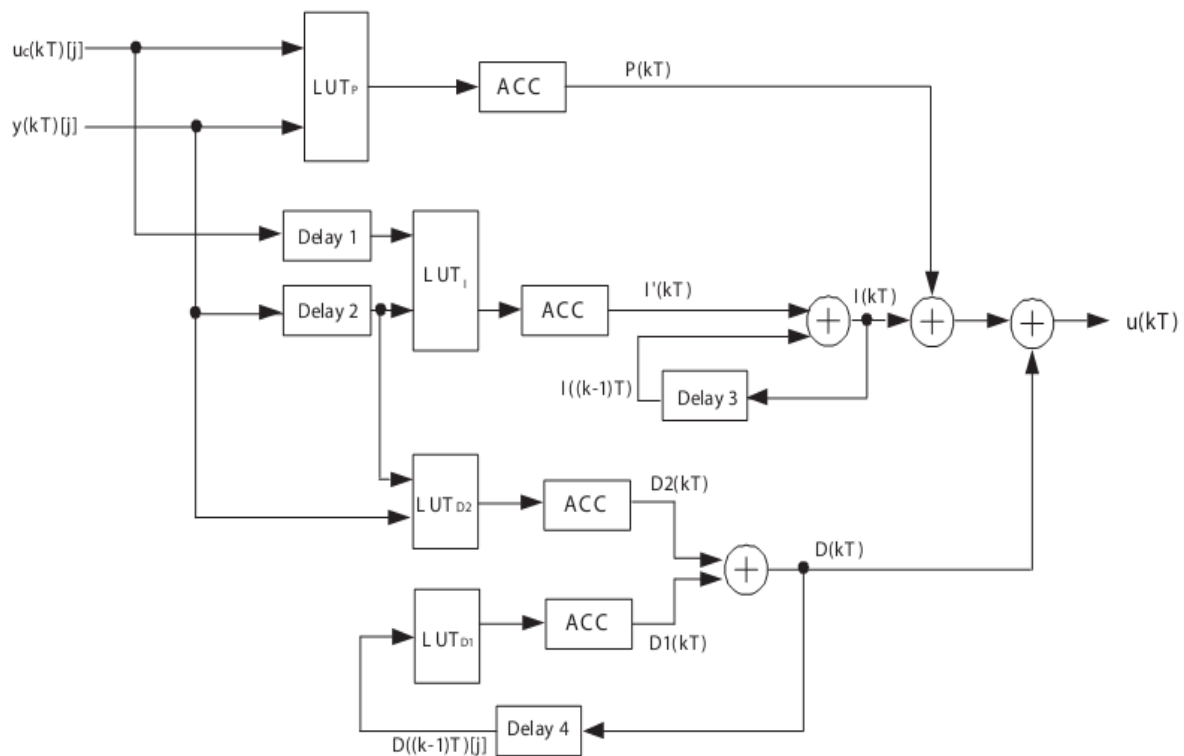 uc(kT)[j]
y(kT)[j]
LUTP
ACC
P(kT)
Delay 1
Delay 2
LUTI
ACC
I'(kT)
I(kT)
+
+
+
u(kT)
I((k-1)T)
Delay 3
LUTD2
ACC
D2(kT)
+
D(kT)
LUTD1
ACC
D1(kT)
Delay 4
D((k-1)T)[j]